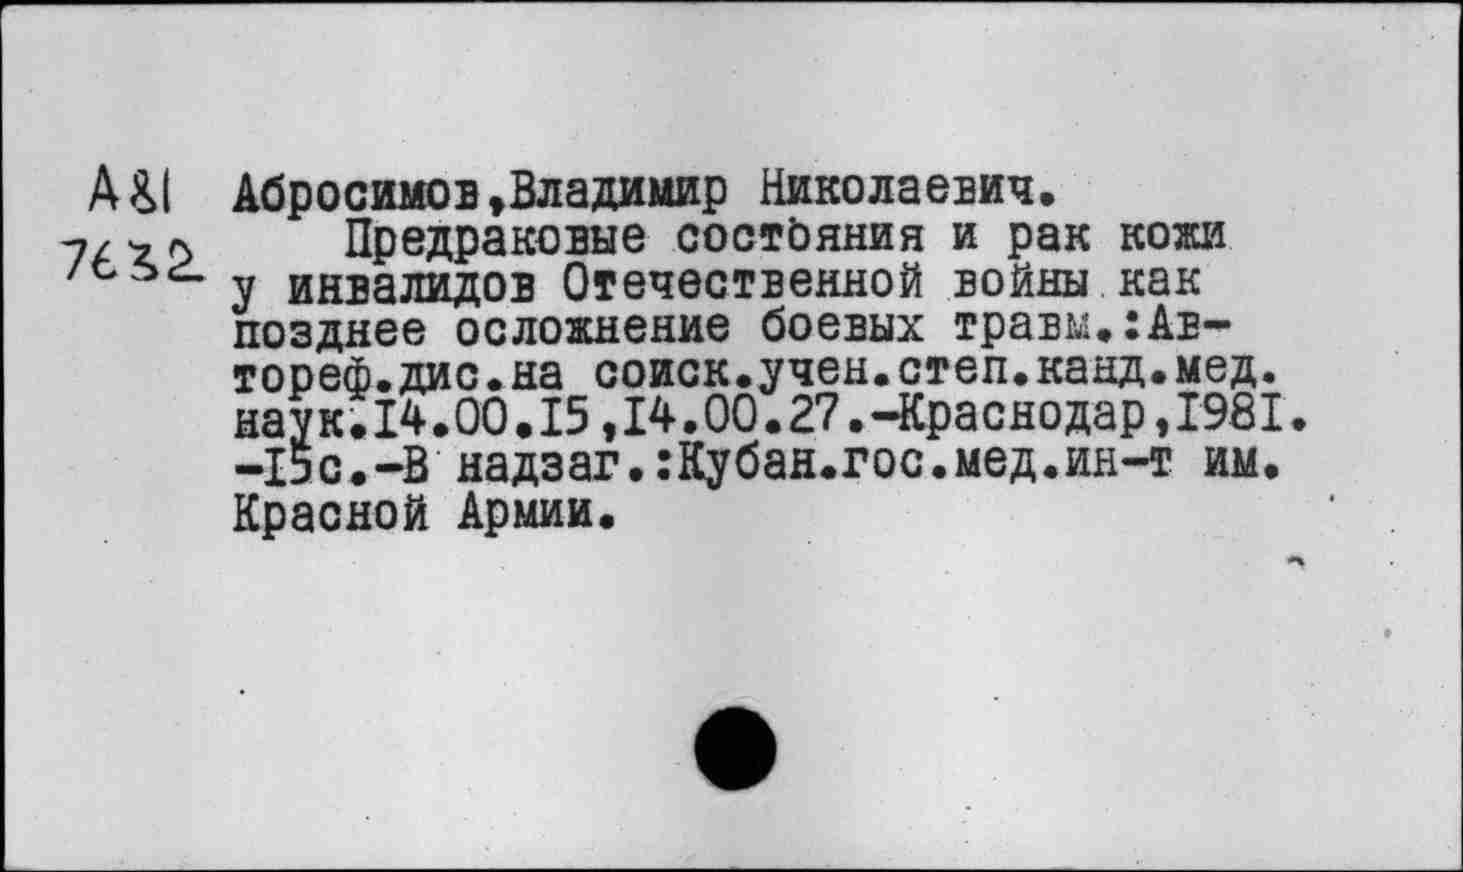 А81 Абросимов,Владимир Николаевич.
7632 Предраковые состояния и рак кожи
у инвалидов Отечественной войны как
позднее осложнение боевых травм.:Ав-
тореф.дис.на соиск.учен.степ.канд.мед.
наук.14.00.15,14.00.27.-Краснодар,1981.
-15с.-В надзаг.:Кубан.гос.мед.ин-т им.
Красной Армии.